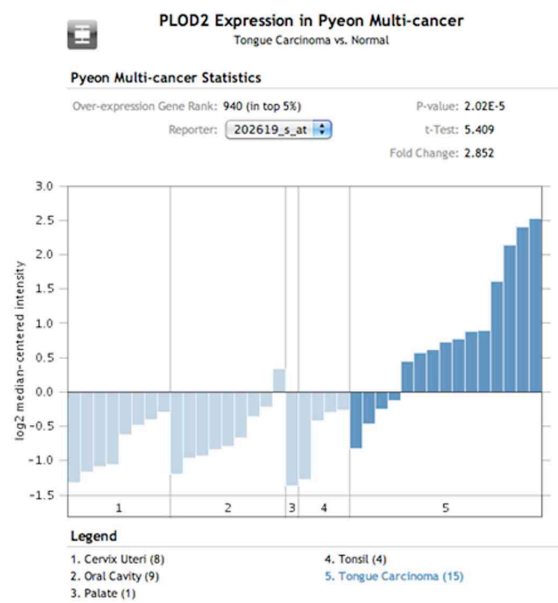 PLOD2 Expression in Pyeon Multi-cancer
Tongue Carcinoma vs. Normal
Pyeon Multi-cancer Statistics
Over-expression Gene Rank: 940 (in top 5%)
P-value: 2.02E-5
Reporter: 202619_s_at
t-Test: 5.409
Fold Change: 2.852
log2 median-centered intensity
3.0
2.5
2.0
1.5
1.0
0.5
0.0
-0.5
-1.0
-1.5
1 2 3 4 5
Legend
1. Cervix Uteri (8)
2. Oral Cavity (9)
3. Palate (1)
4. Tonsil (4)
5. Tongue Carcinoma (15)